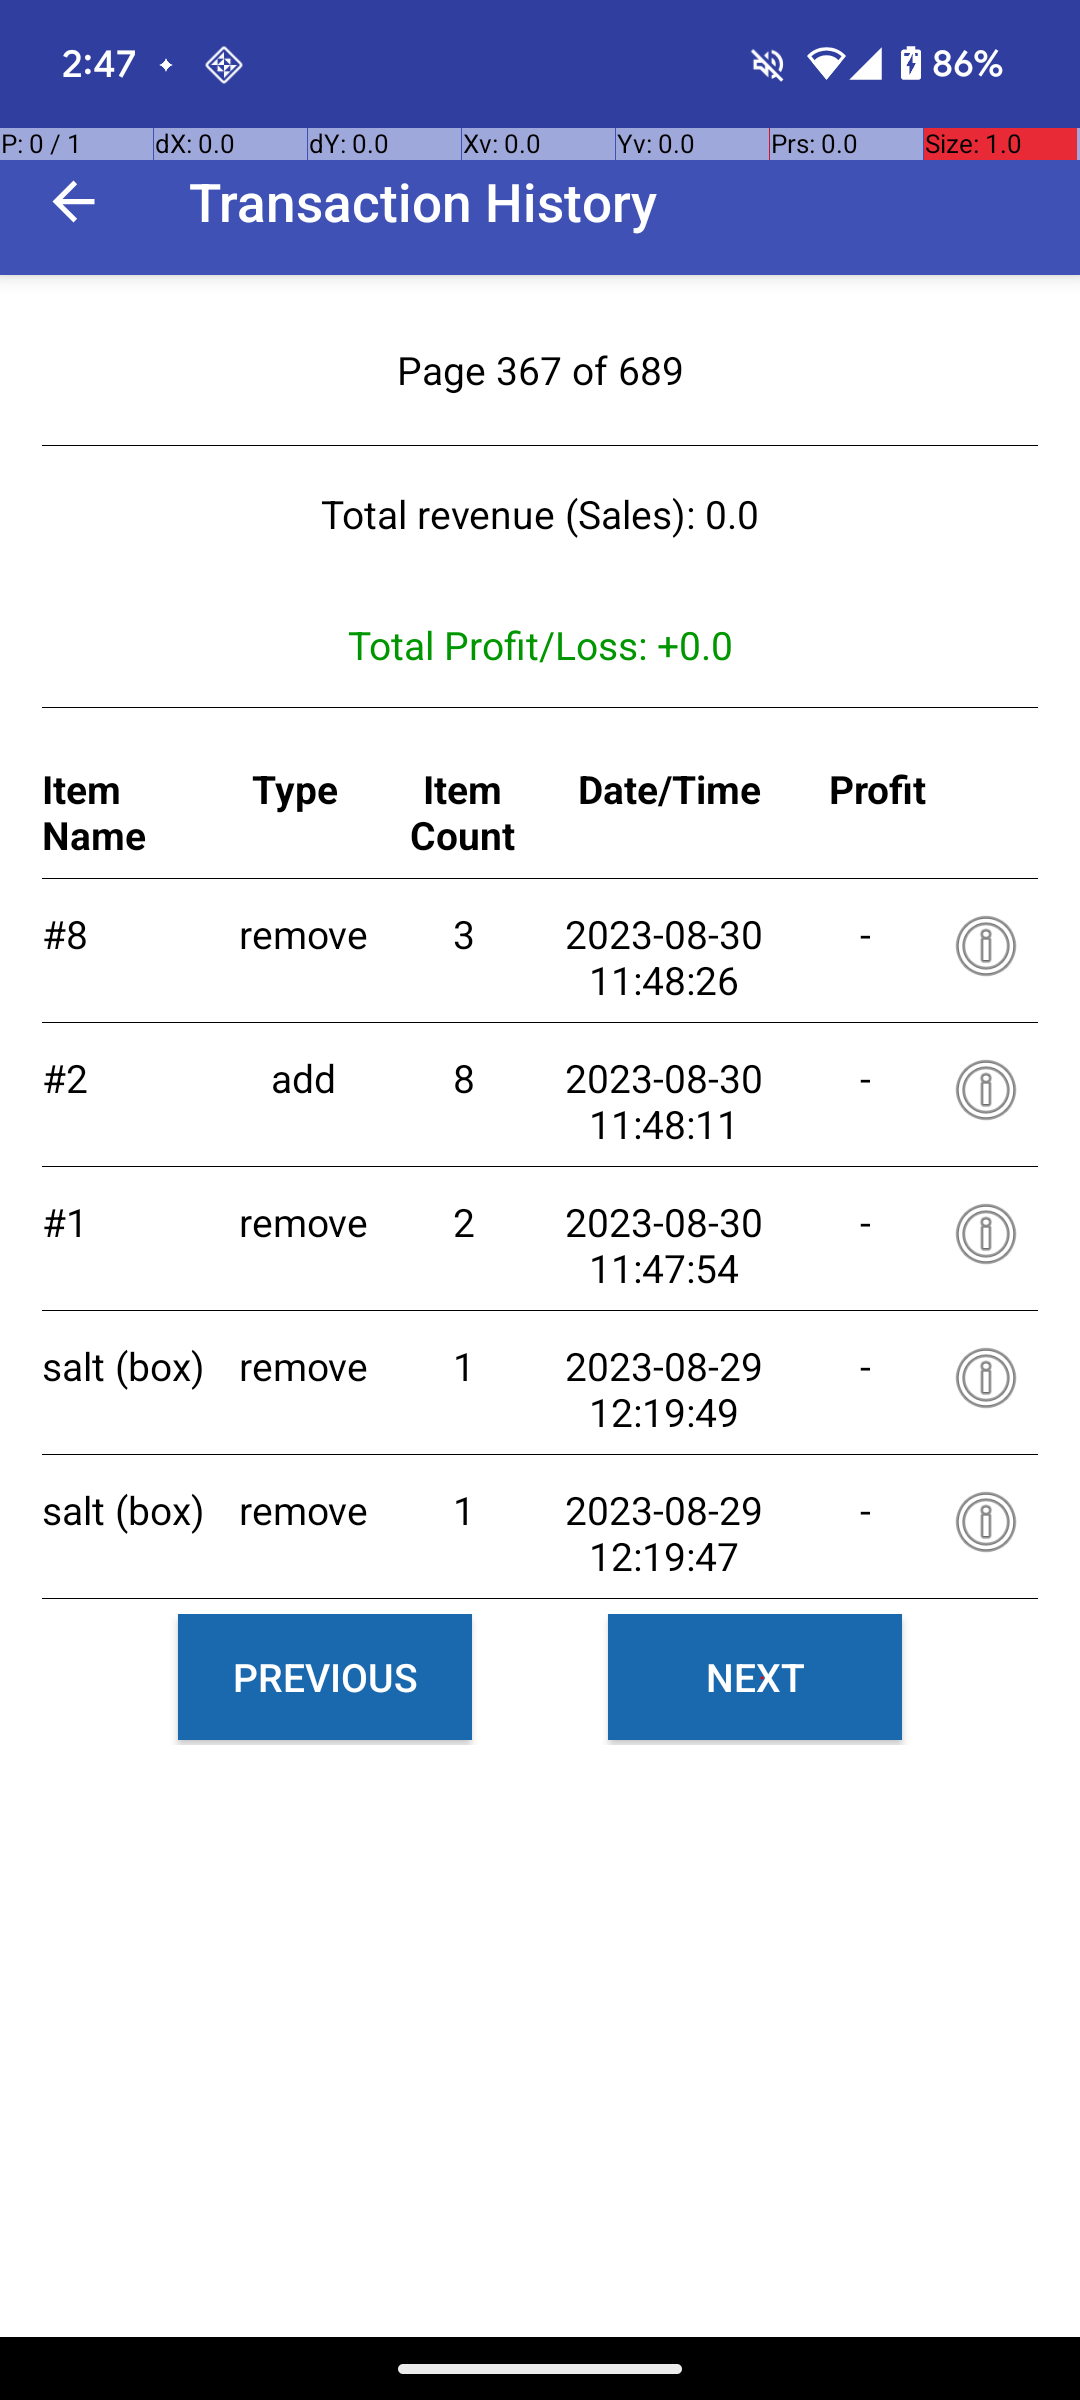 2:47 86%
P: 0 / 1 dX: 0.0 dY: 0.0 Xv: 0.0 Yv: 0.0 Prs: 0.0 Size: 1.0
Transaction History
Page 367 of 689
Total revenue (Sales): 0.0
Total Profit/Loss: +0.0
Item Name Type Item Count Date/Time Profit
#8 remove 3 2023-08-30 11:48:26 -
#2 add 8 2023-08-30 11:48:11 -
#1 remove 2 2023-08-30 11:47:54 -
salt (box) remove 1 2023-08-29 12:19:49 -
salt (box) remove 1 2023-08-29 12:19:47 -
PREVIOUS NEXT